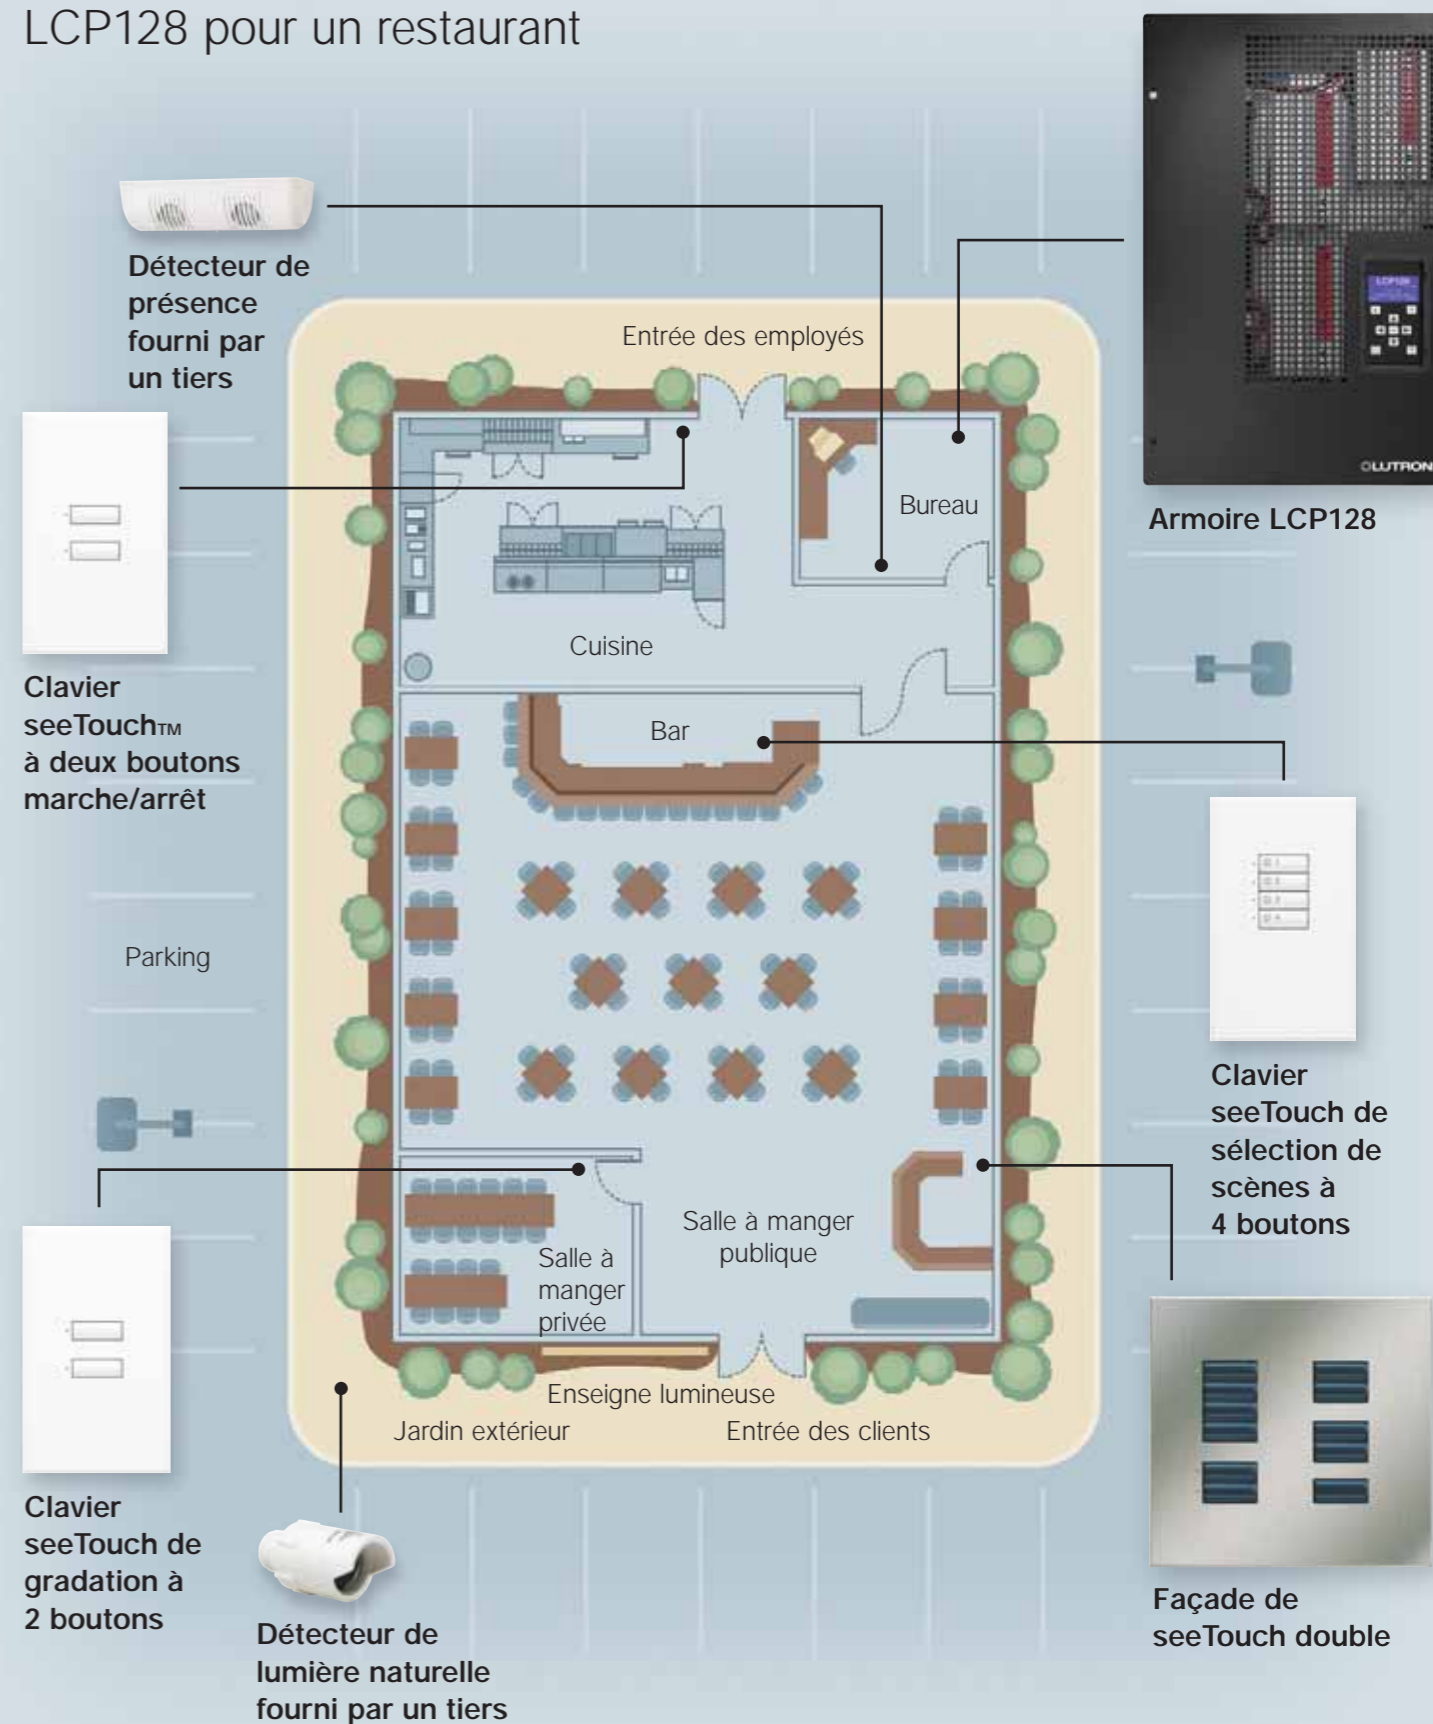 LCP128 pour un restaurant
Détecteur de
présence
fourni par
un tiers
Entrée des employés
LCP128
LUTRON
Armoire LCP128
Bureau
Clavier
seeTouch™
à deux boutons
marche/arrêt
Cuisine
Bar
Parking
Clavier
seeTouch de
sélection de
scènes à
4 boutons
Salle à manger
publique
Salle à
manger
privée
Enseigne lumineuse
Jardin extérieur
Entrée des clients
Clavier
seeTouch de
gradation à
2 boutons
Détecteur de
lumière naturelle
fourni par un tiers
Façade de
seeTouch double